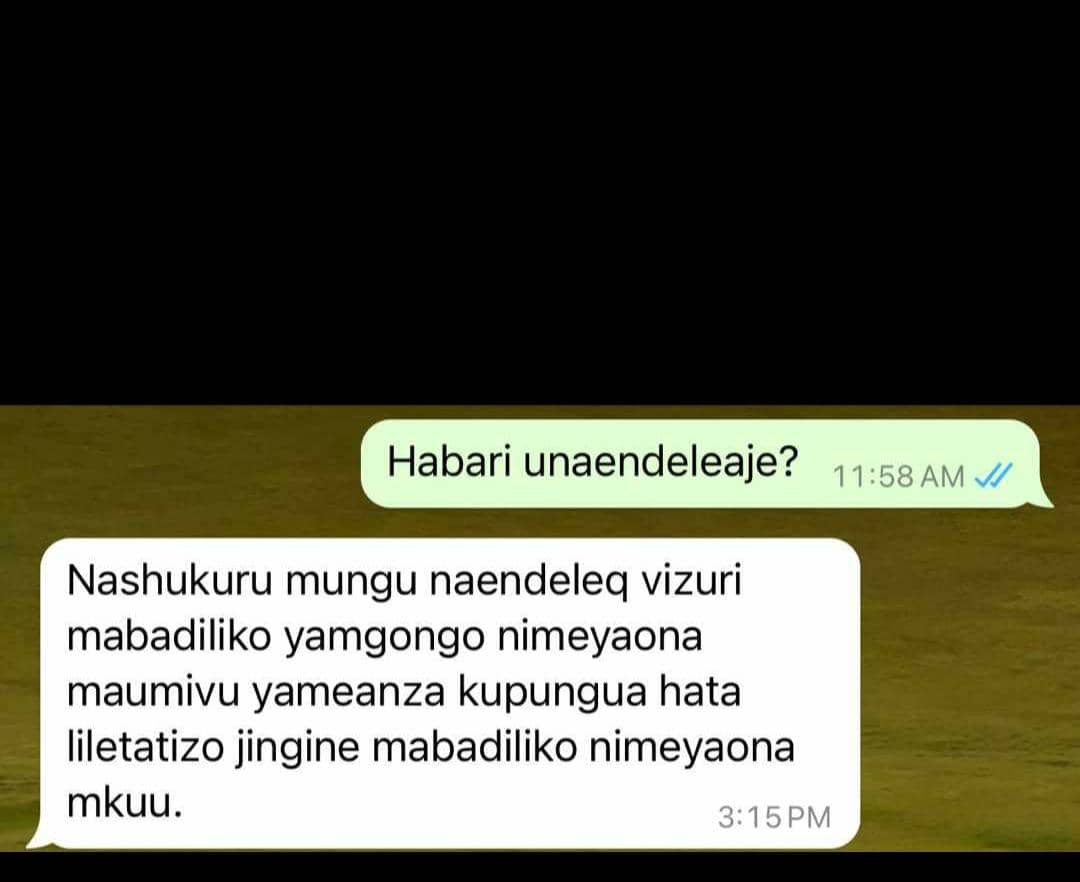 Habari unaendeleaje?
11:58 AM
Nashukuru mungu naendeleq vizuri
mabadiliko yamgongo nimeyaona
maumivu yameanza kupungua hata
liletatizo jingine mabadiliko nimeyaona
mkuu.
3:15 PM